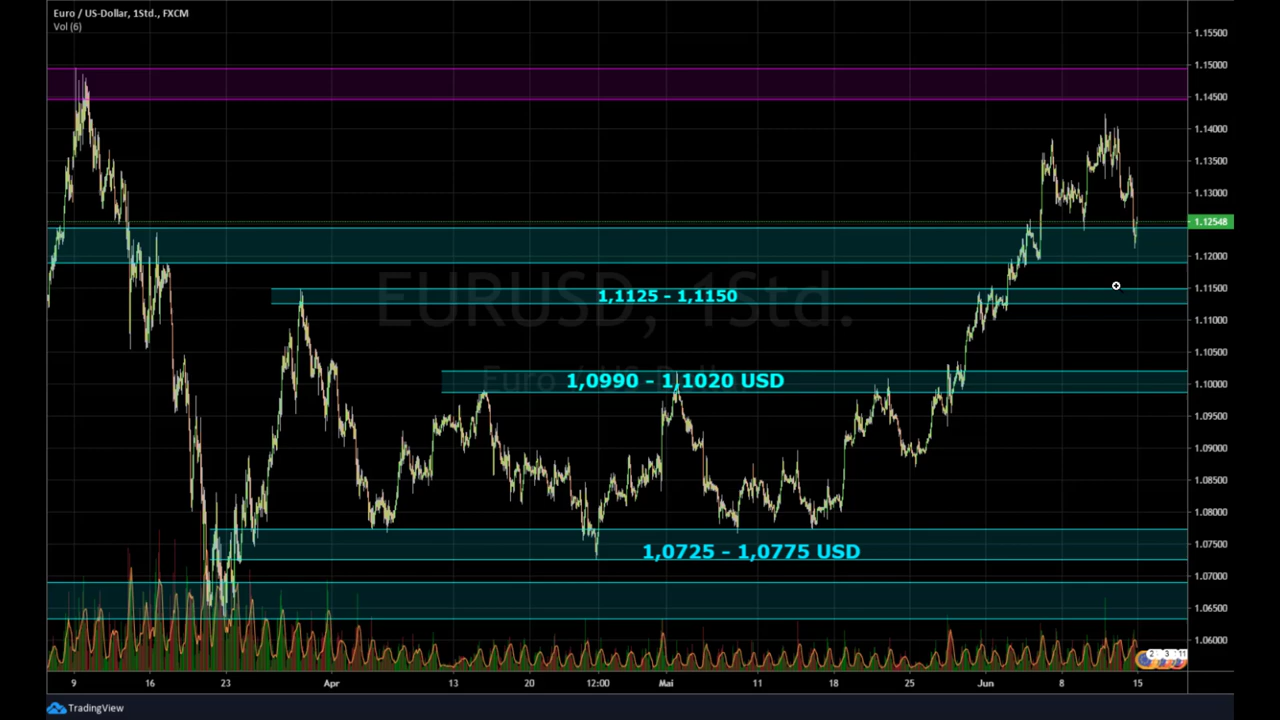 Euro / US-Dollar, 1Std., FXCM
Vol (6)
1.15500
1.15000
1.14500
1.14000
1.13500
1.13000
1.12548
1.12000
1.11500
1.11000
1.10500
1.10000
1.09500
1.09000
1.08500
1.08000
1.07500
1.07000
1.06500
1.06000
EURUSD, 1Std.
1,1125 - 1,1150
1,0990 - 1,1020 USD
1,0725 - 1,0775 USD
9 16 23 Apr 13 20 12:00 Mai 11 18 25 Jun 8 15
TradingView